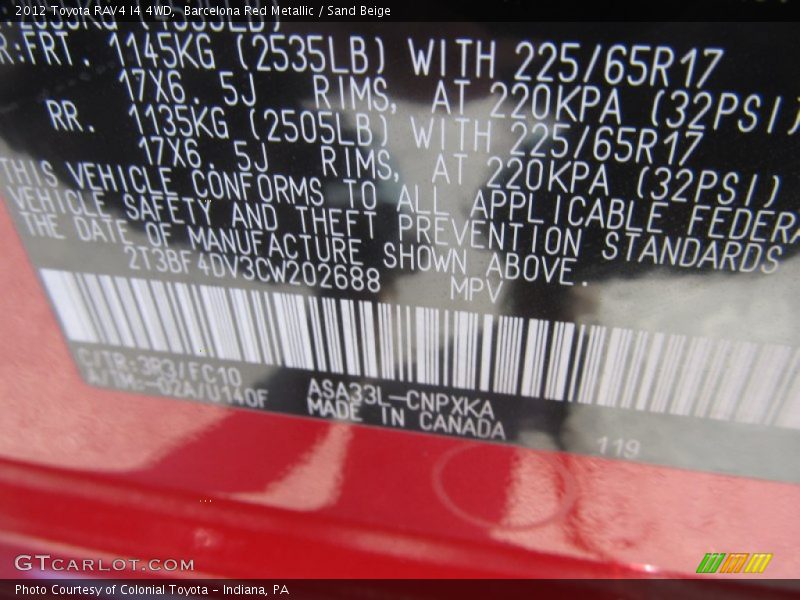 2012 Toyota RAV4 I4 4WD,  Barcelona Red Metallic / Sand Beige
FRT. 1145KG (2535LB) WITH 225/65R17
17X6.5J RIMS, AT 220KPA (32PSI)
RR. 1135KG (2505LB) WITH 225/65R17
17X6.5J RIMS, AT 220KPA (32PSI)
THIS VEHICLE CONFORMS TO ALL APPLICABLE FEDERA
VEHICLE SAFETY AND THEFT PREVENTION STANDARDS
THE DATE OF MANUFACTURE SHOWN ABOVE.
2T3BF4DV3CW202688 MPV
C/TR:3R3/FC10
A/TM:-02A/U140F
ASA33L-CNPXKA
MADE IN CANADA
119
GTCARLOT.COM
Photo Courtesy of Colonial Toyota - Indiana, PA